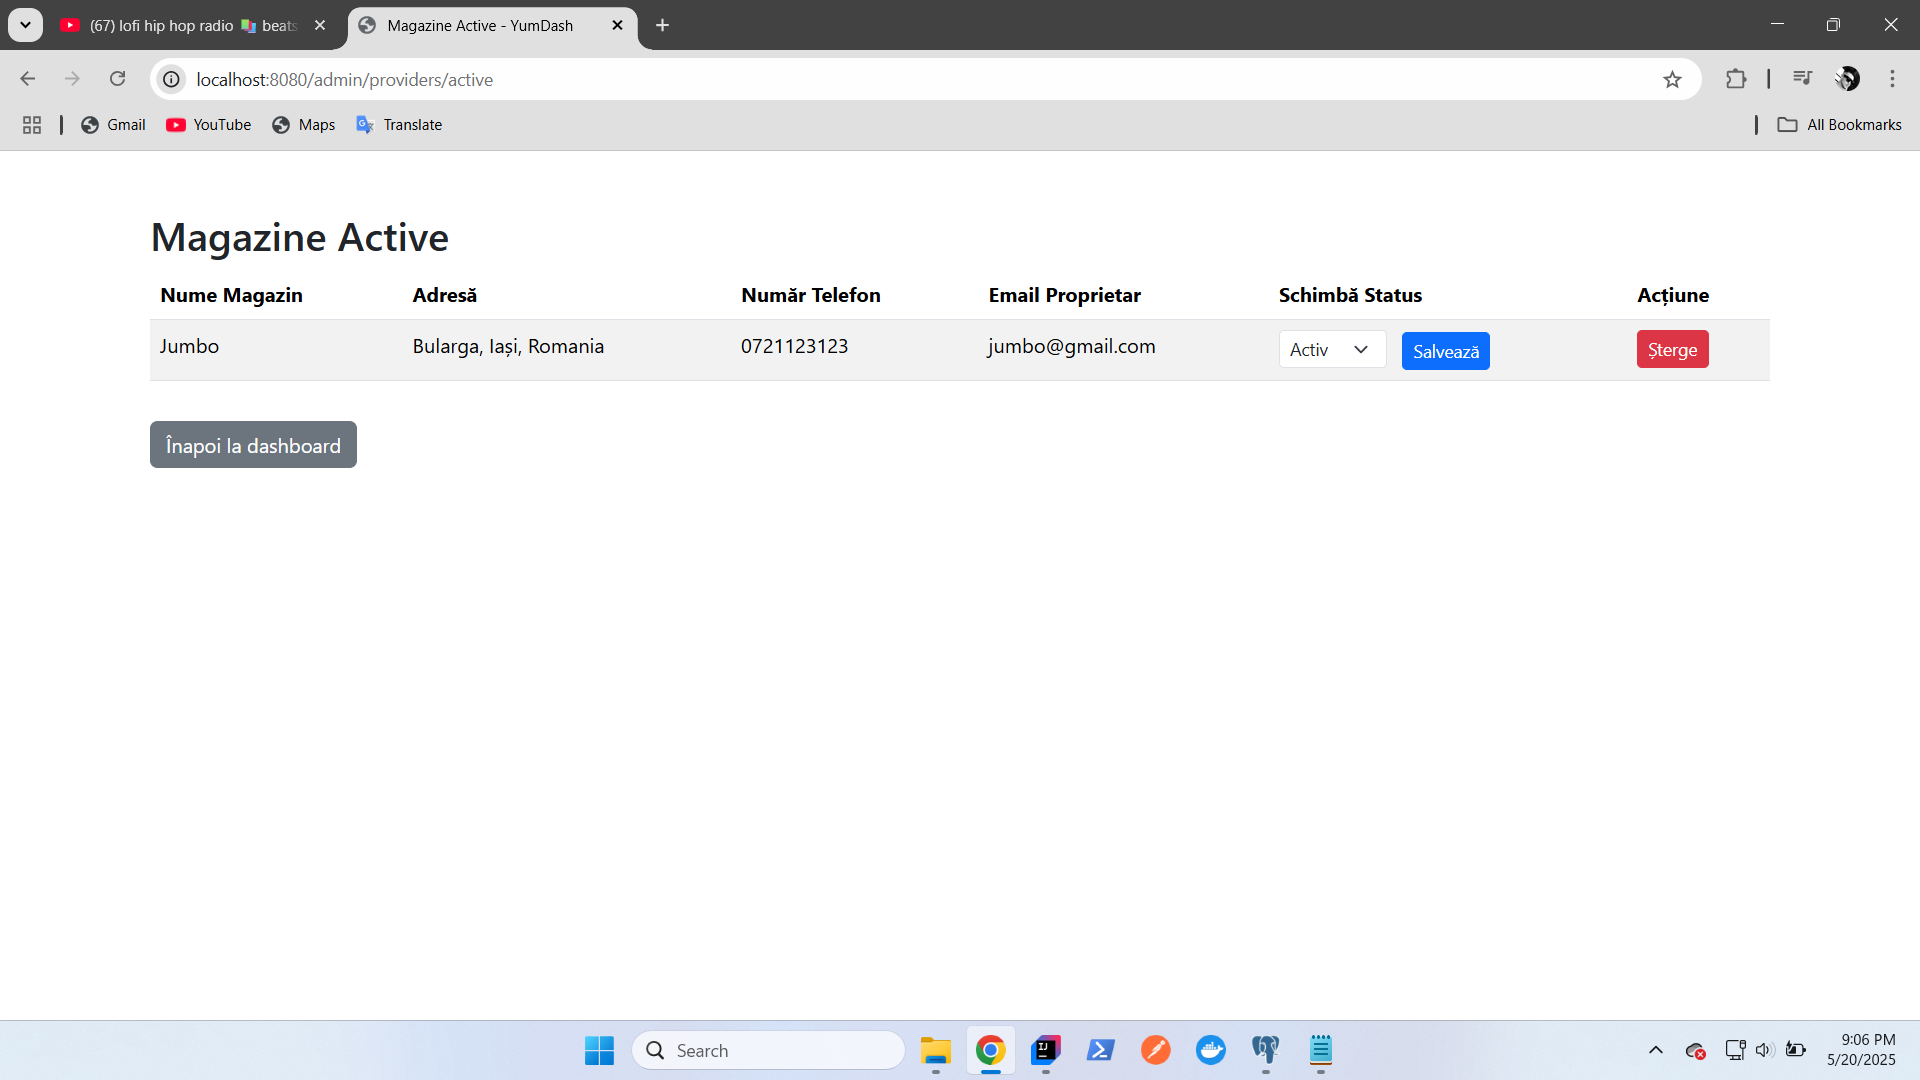 (67) lofi hip hop radio 📚 beats
Magazine Active - YumDash
localhost:8080/admin/providers/active
Gmail
YouTube
Maps
Translate
All Bookmarks
Magazine Active
Nume Magazin Adresă Număr Telefon Email Proprietar Schimbă Status Acțiune
Jumbo Bularga, Iași, Romania 0721123123 jumbo@gmail.com Activ Salvează Șterge
Înapoi la dashboard
Search
9:06 PM
5/20/2025